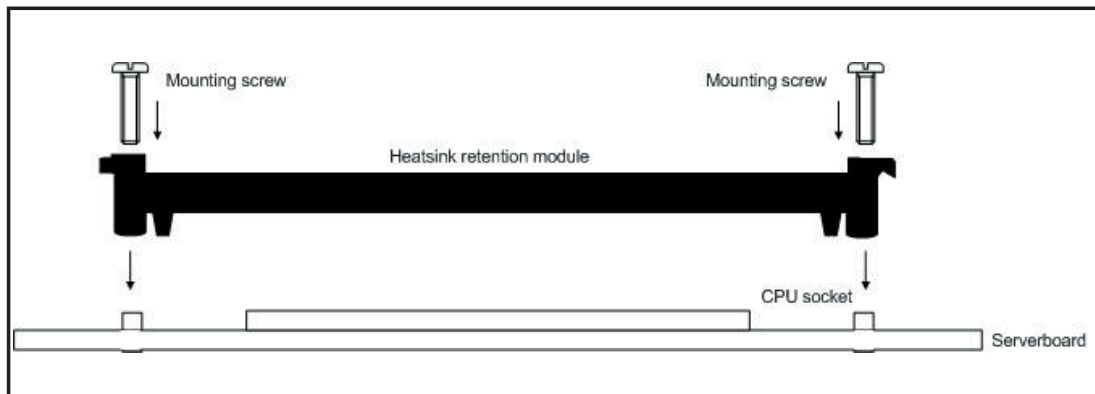 Mounting screw
Mounting screw
Heatsink retention module
CPU socket
Serverboard